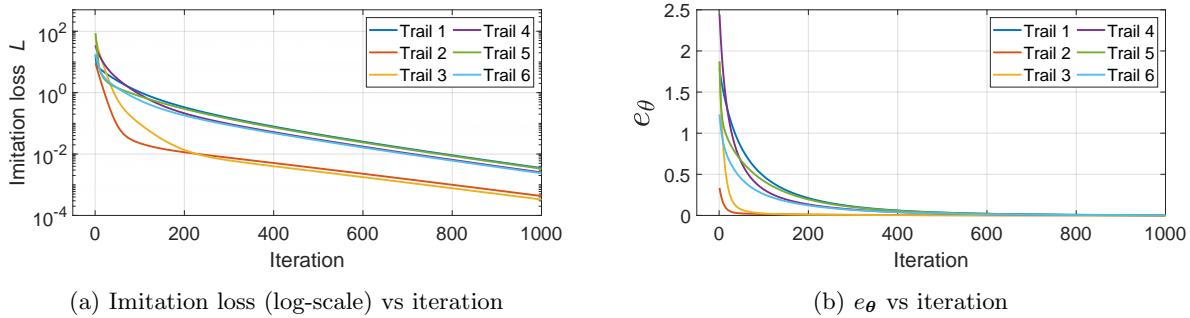 10^2
10^0
10^-2
10^-4
Imitation loss L
Trail 1 Trail 4
Trail 2 Trail 5
Trail 3 Trail 6
0 200 400 600 800 1000
Iteration
(a) Imitation loss (log-scale) vs iteration
2.5
2
1.5
1
0.5
0
e_θ
Trail 1 Trail 4
Trail 2 Trail 5
Trail 3 Trail 6
0 200 400 600 800 1000
Iteration
(b) e_θ vs iteration